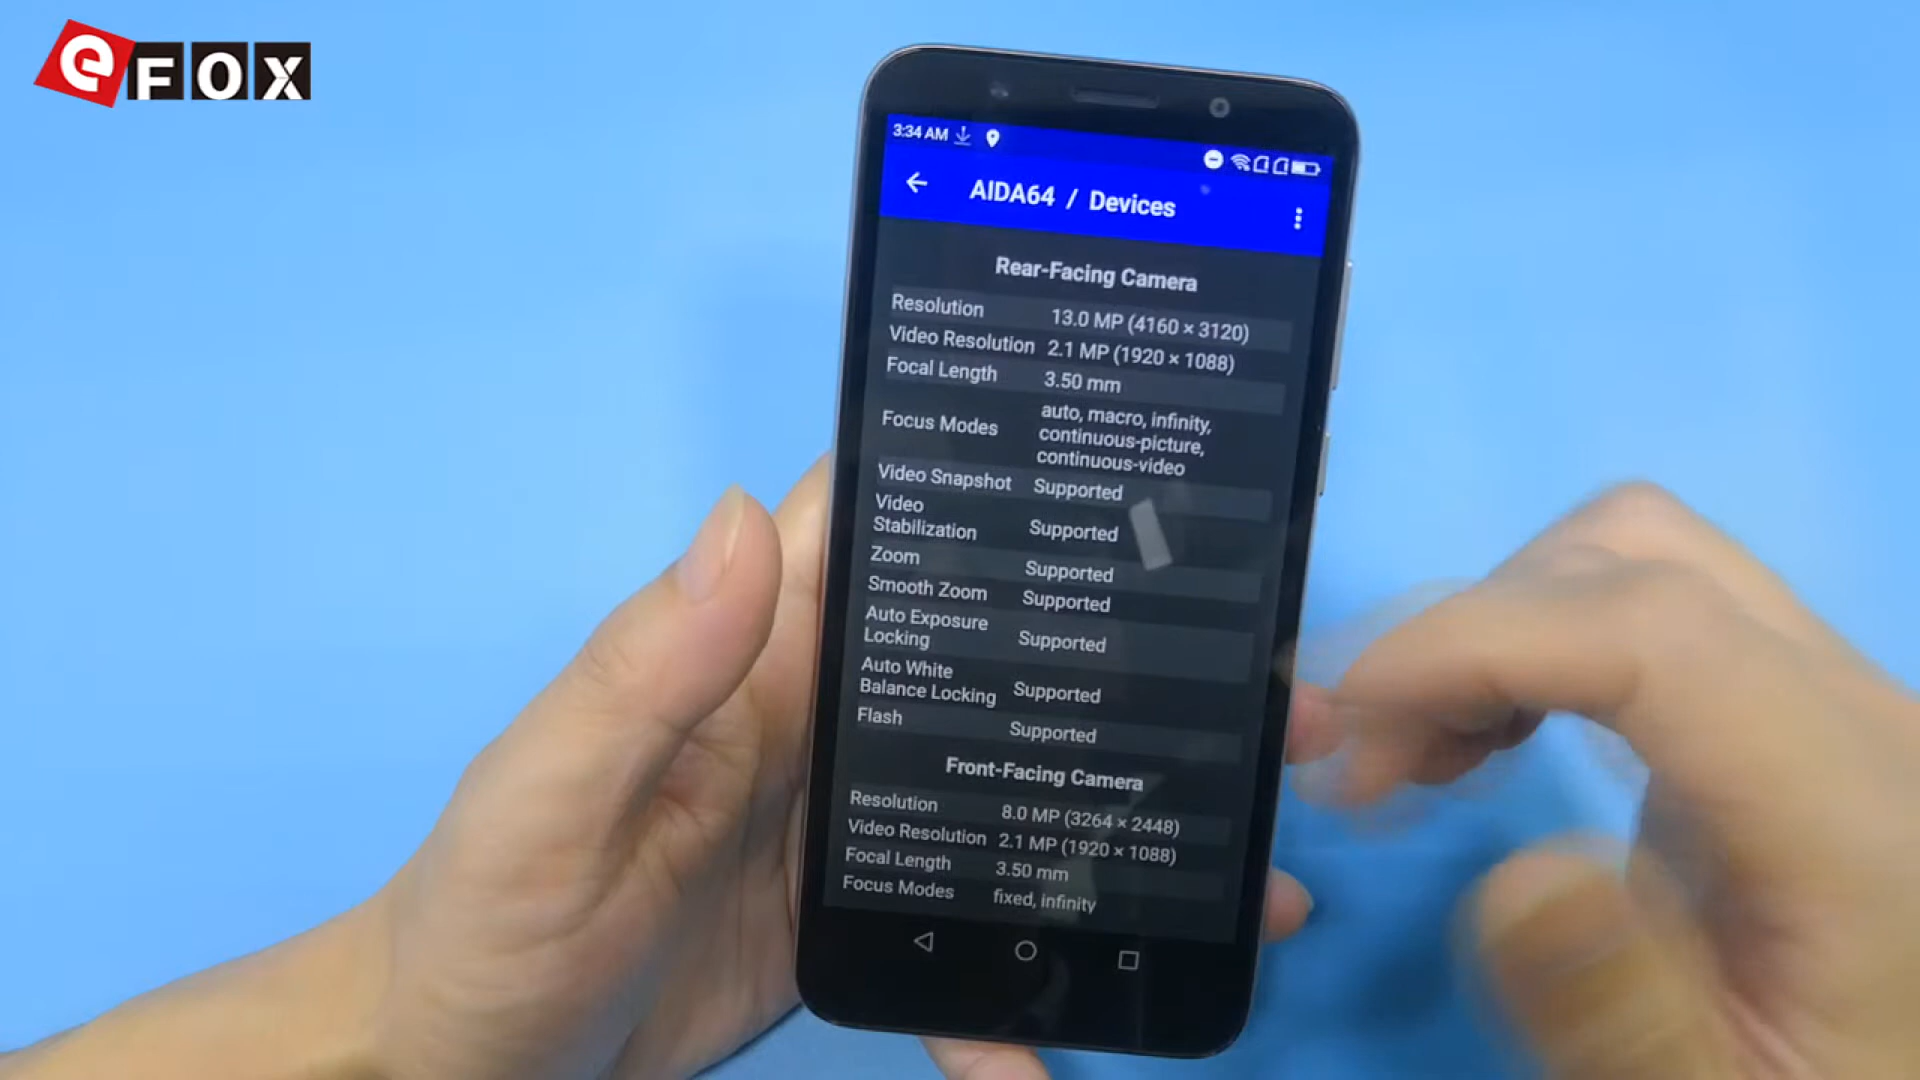 eFOX
3:34 AM
AIDA64 / Devices
Rear-Facing Camera
Resolution 13.0 MP (4160 × 3120)
Video Resolution 2.1 MP (1920 × 1088)
Focal Length 3.50 mm
Focus Modes auto, macro, infinity,
continuous-picture,
continuous-video
Video Snapshot Supported
Video
Stabilization Supported
Zoom Supported
Smooth Zoom Supported
Auto Exposure
Locking Supported
Auto White
Balance Locking Supported
Flash Supported
Front-Facing Camera
Resolution 8.0 MP (3264 × 2448)
Video Resolution 2.1 MP (1920 × 1088)
Focal Length 3.50 mm
Focus Modes fixed, infinity